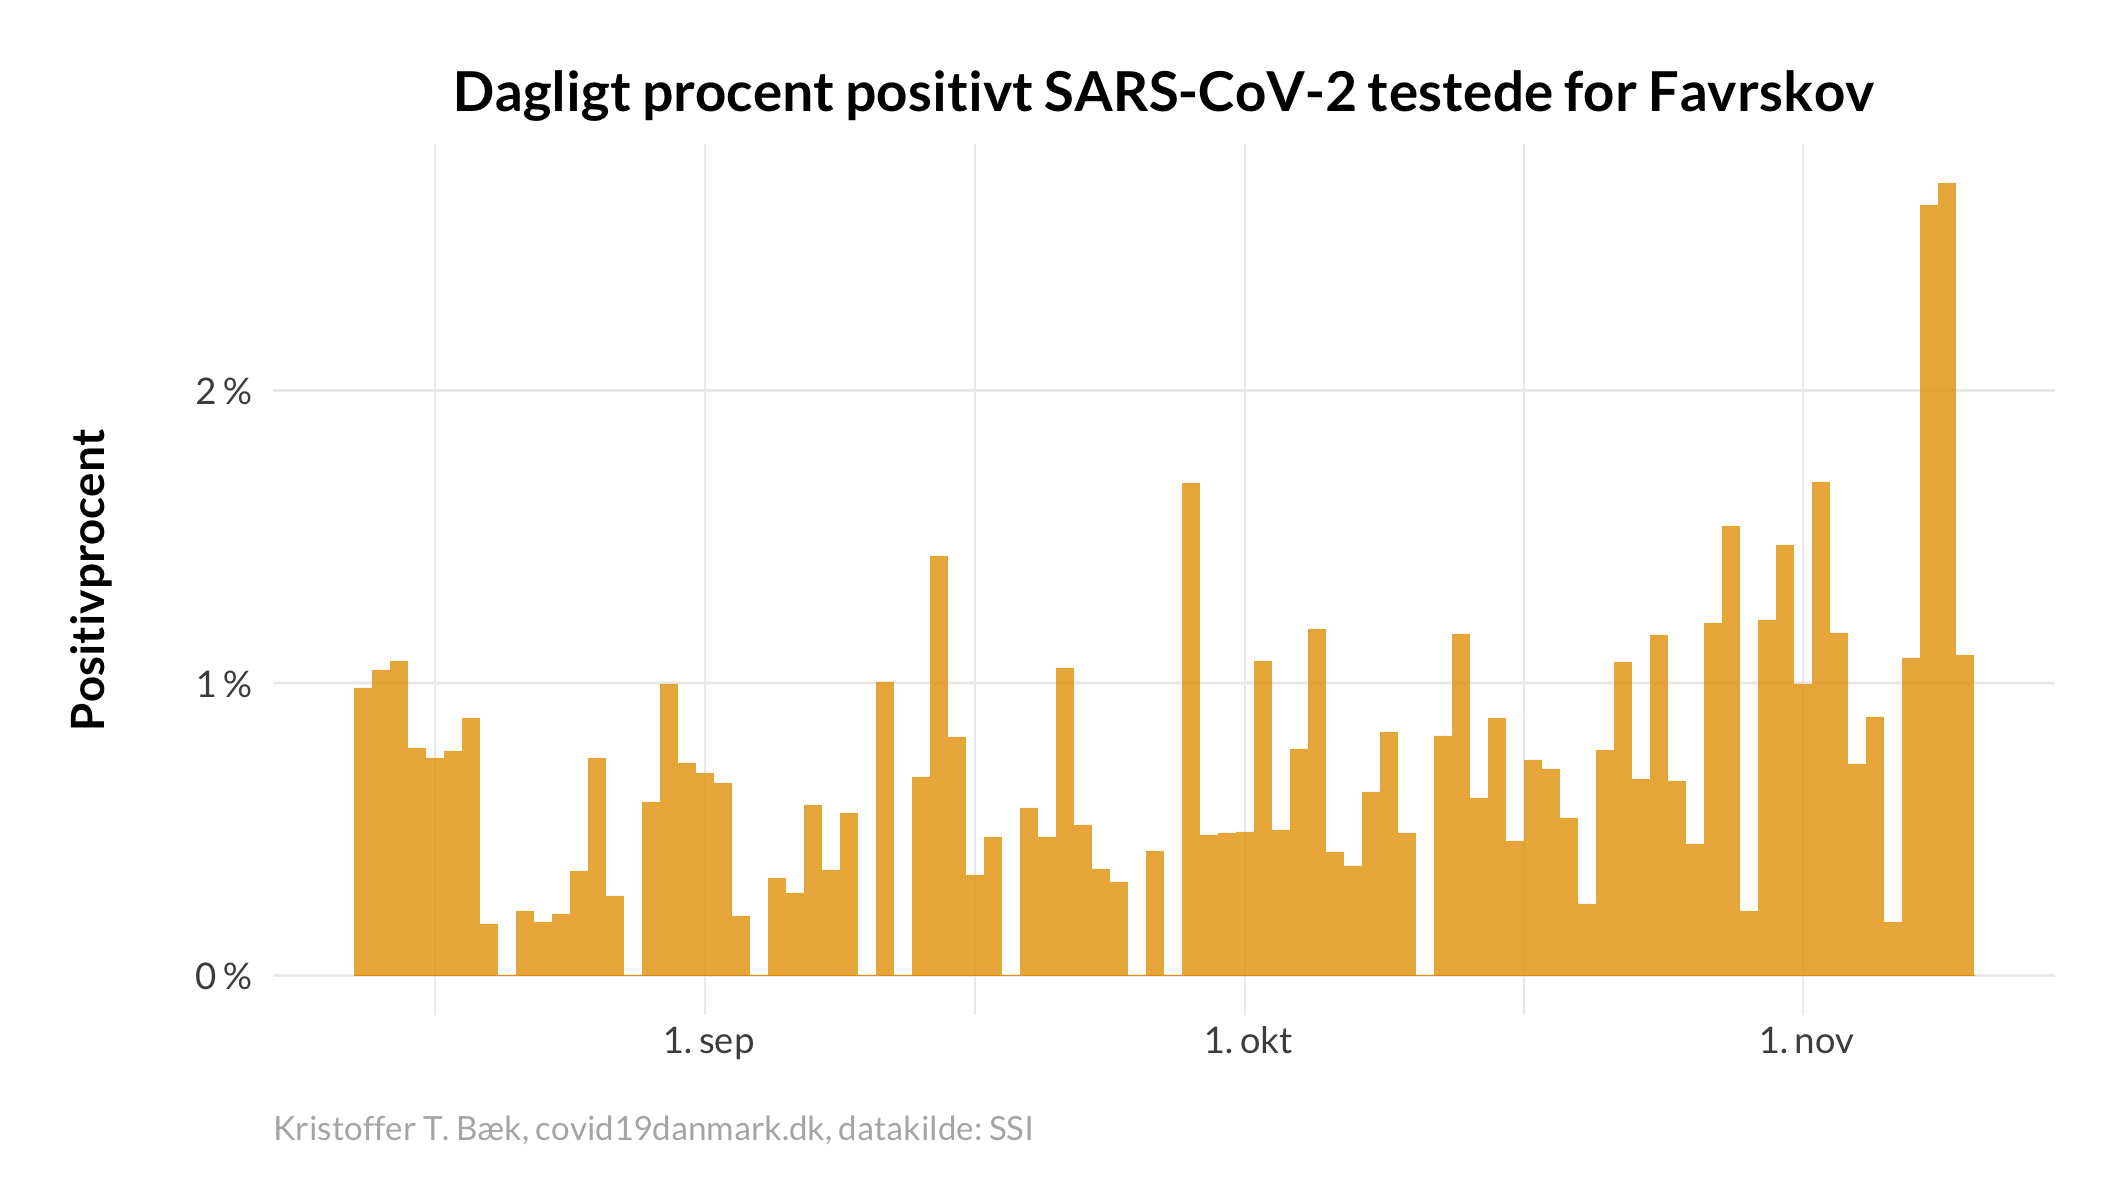 Dagligt procent positivt SARS-CoV-2 testede for Favrskov
Positivprocent
2 %
1 %
0 %
1. sep
1. okt
1. nov
Kristoffer T. Bæk, covid19danmark.dk, datakilde: SSI